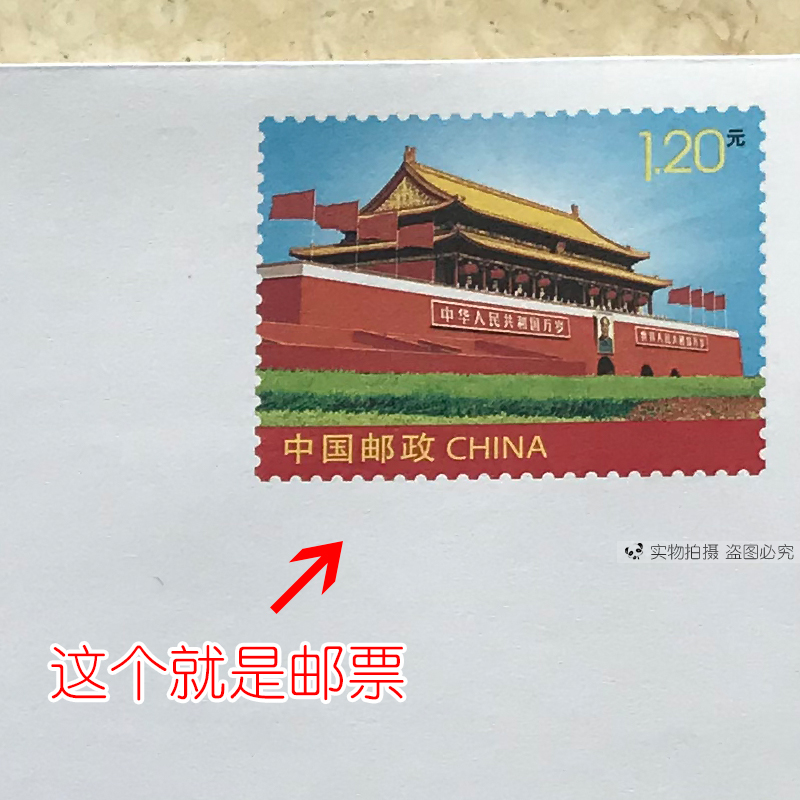 1.20元
中华人民共和国万岁
世界人民大团结万岁
中国邮政 CHINA
实物拍摄 盗图必究
这个就是邮票